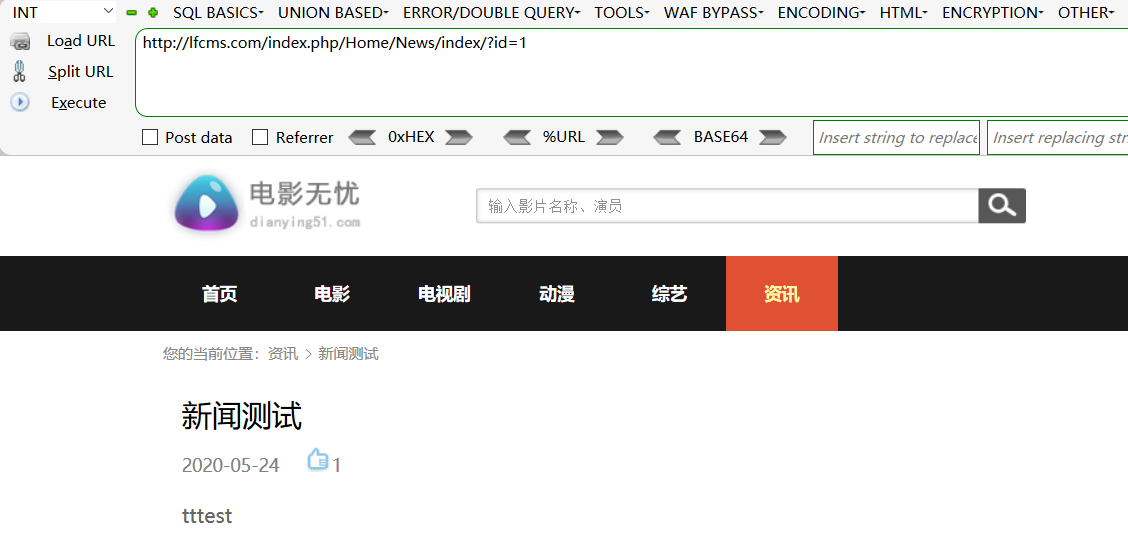 INT SQL BASICS UNION BASED ERROR/DOUBLE QUERY TOOLS WAF BYPASS ENCODING HTML ENCRYPTION OTHER
Load URL http://lfcms.com/index.php/Home/News/index/?id=1
Split URL
Execute
Post data Referrer 0xHEX %URL BASE64 Insert string to replace Insert replacing stri
电影无忧
dianying51.com
输入影片名称、演员
首页 电影 电视剧 动漫 综艺 资讯
您的当前位置：资讯 > 新闻测试
新闻测试
2020-05-24 1
tttest